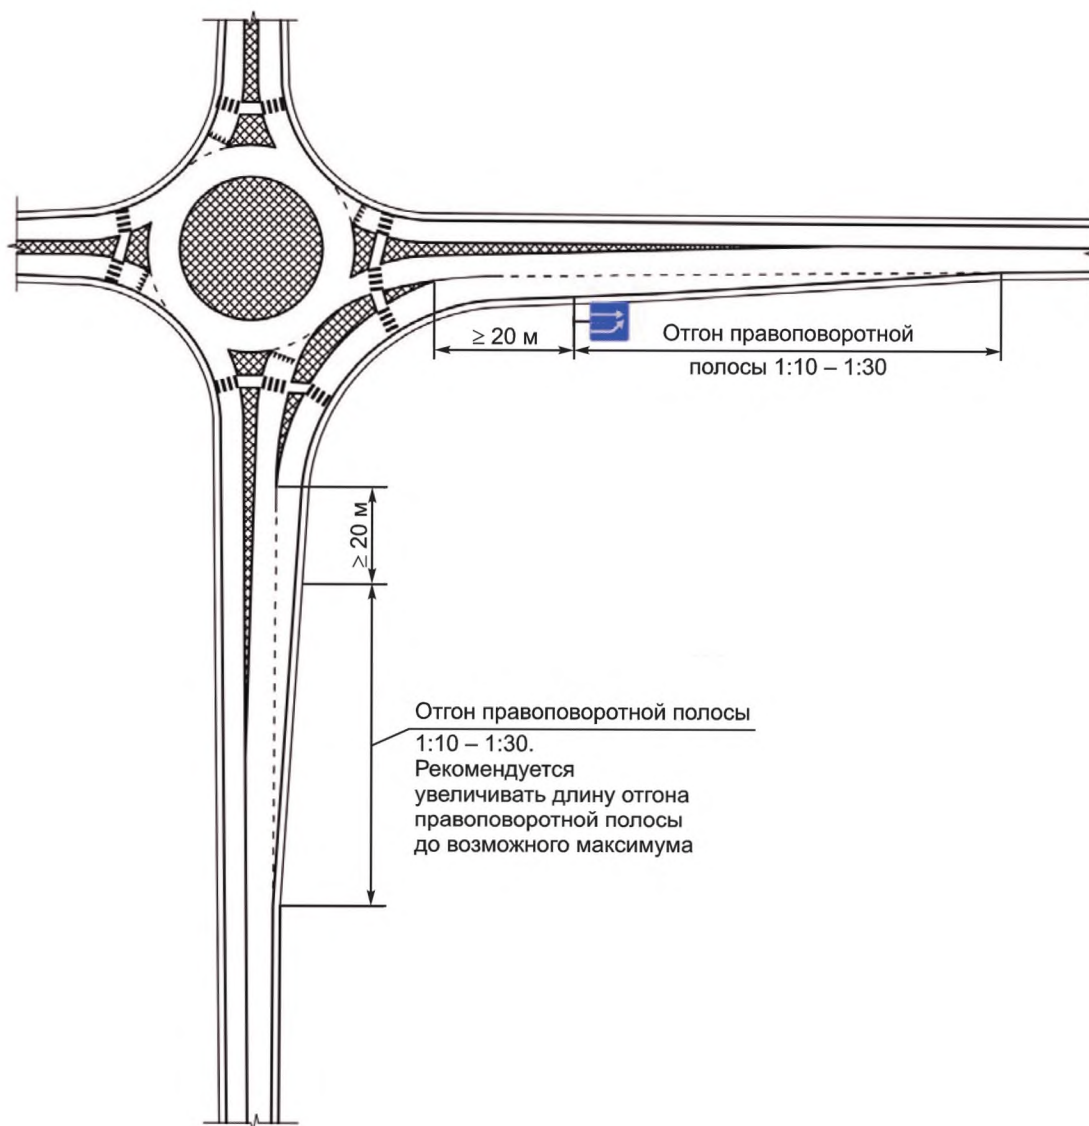 ≥ 20 м
Отгон правоповоротной
полосы 1:10 – 1:30
≥ 20 м
Отгон правоповоротной полосы
1:10 – 1:30.
Рекомендуется
увеличивать длину отгона
правоповоротной полосы
до возможного максимума